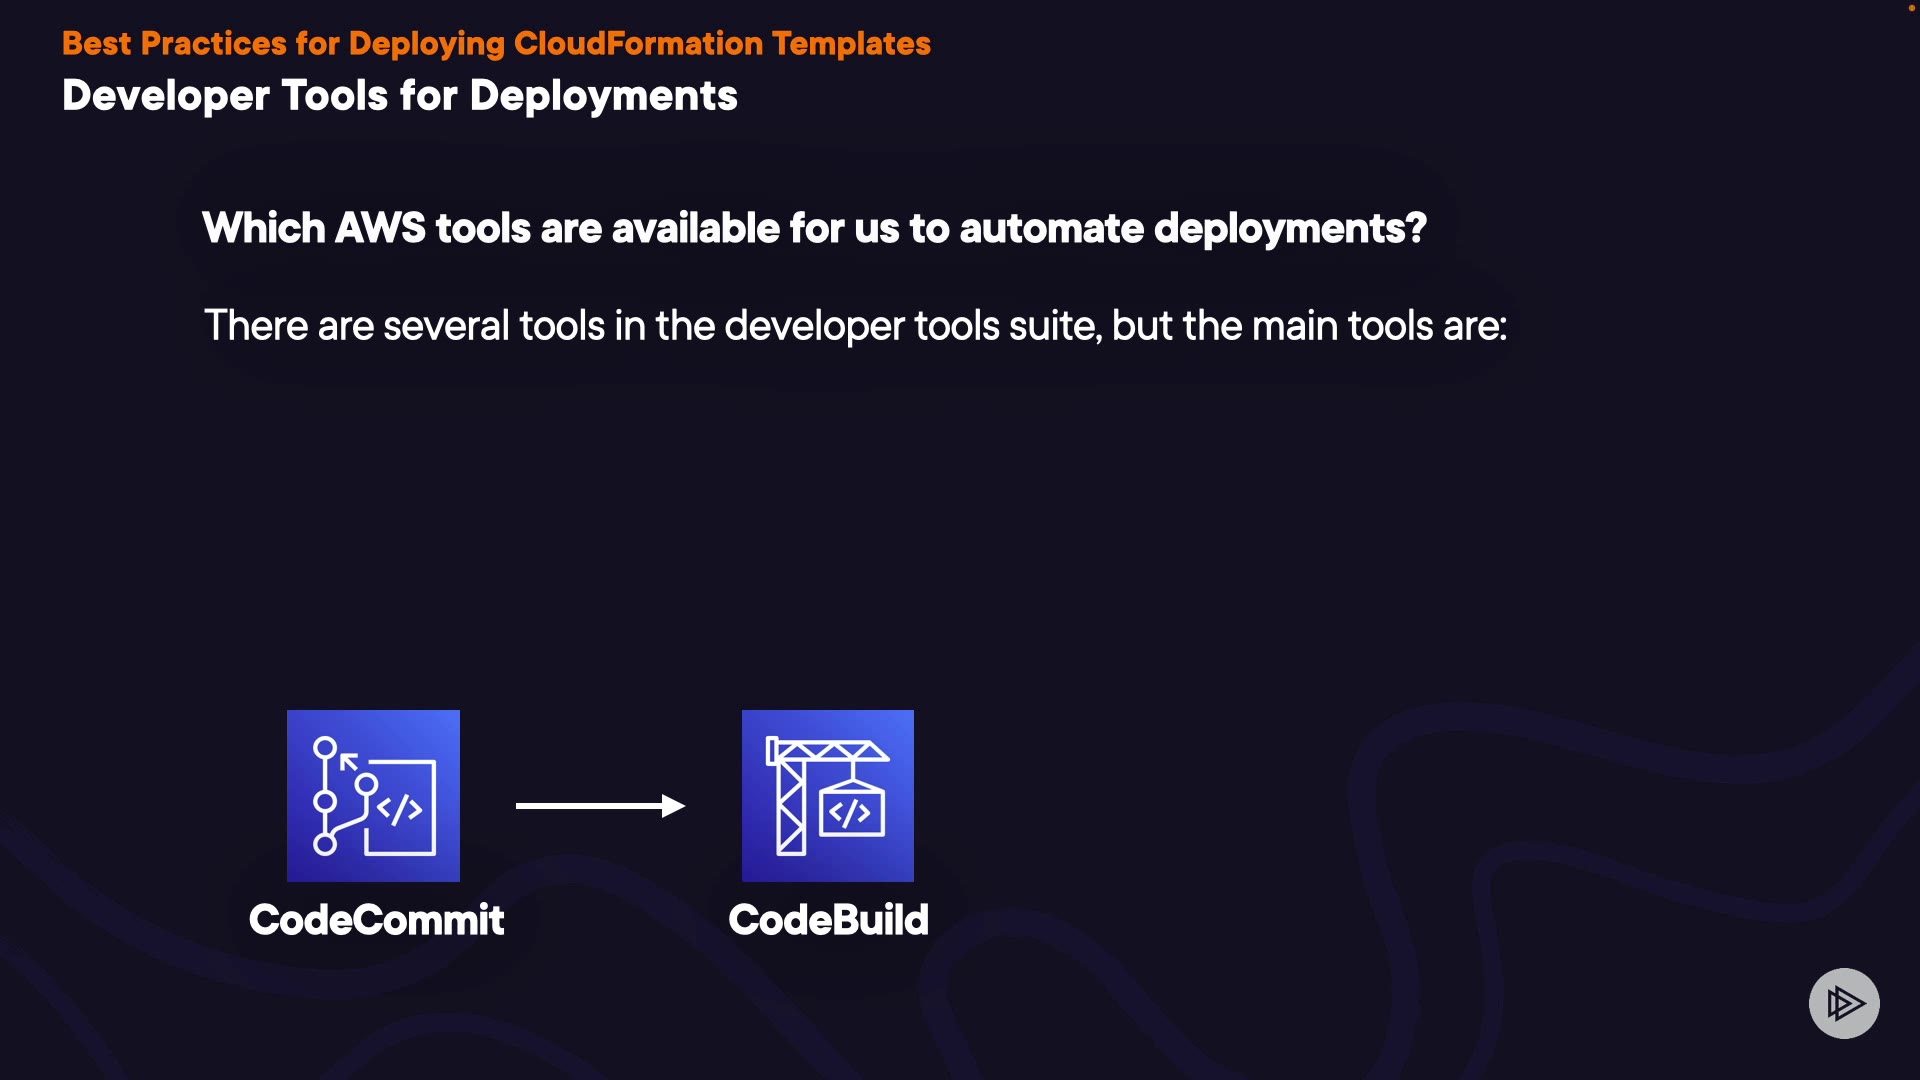 Best Practices for Deploying CloudFormation Templates
Developer Tools for Deployments
Which AWS tools are available for us to automate deployments?
There are several tools in the developer tools suite, but the main tools are:
</>
</>
CodeCommit
CodeBuild